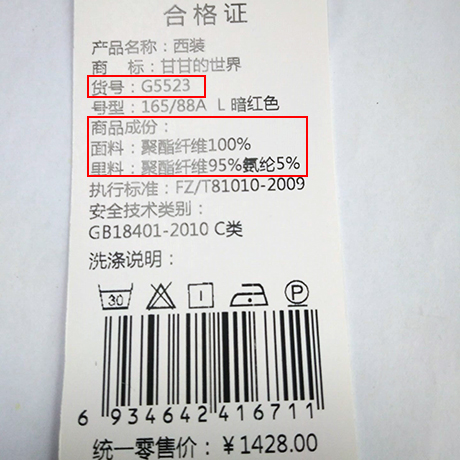 合格证
产品名称：西装
商　标：甘甘的世界
货号：G5523
号型：165/88A L 暗红色
商品成份：
面料：聚酯纤维100%
里料：聚酯纤维95%氨纶5%
执行标准：FZ/T81010-2009
安全技术类别：
GB18401-2010 C类
洗涤说明：
30 P
6 934642 416711
统一零售价：￥1428.00